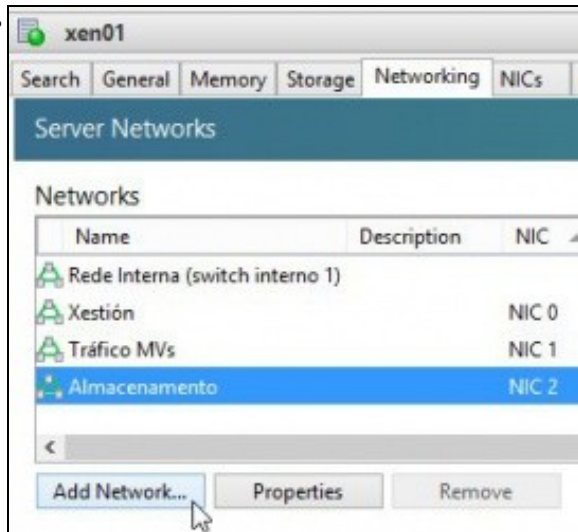 xen01
Search General Memory Storage Networking NICs
Server Networks
Networks
Name Description NIC
Rede Interna (switch interno 1)
Xestión NIC 0
Tráfico MVs NIC 1
Almacenamento NIC 2
Add Network... Properties Remove